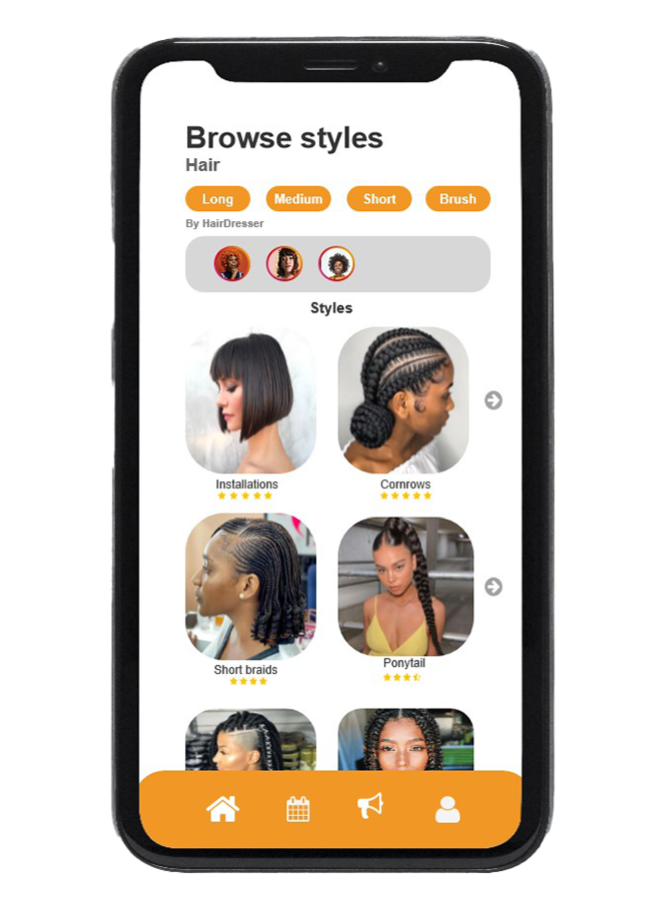 Browse styles
Hair
Long Medium Short Brush
By HairDresser
Styles
Installations Cornrows
Short braids Ponytail